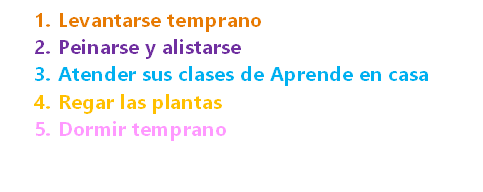 1. Levantarse temprano
2. Peinarse y alistarse
3. Atender sus clases de Aprende en casa
4. Regar las plantas
5. Dormir temprano